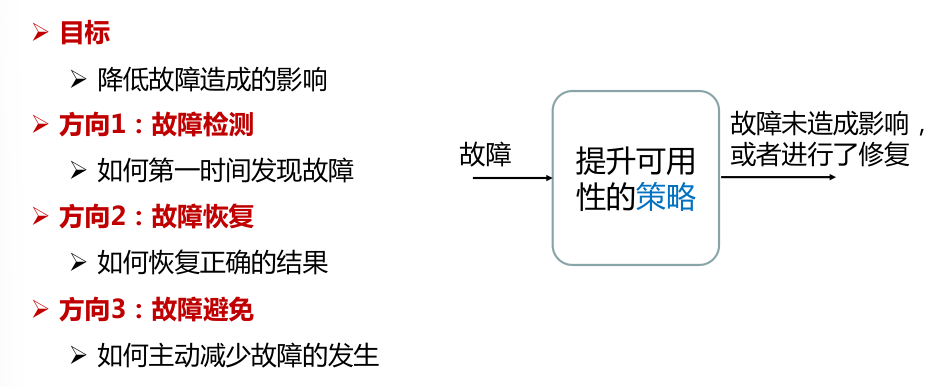 目标
降低故障造成的影响
方向1：故障检测
如何第一时间发现故障
方向2：故障恢复
如何恢复正确的结果
方向3：故障避免
如何主动减少故障的发生
故障
提升可用
性的策略
故障未造成影响，
或者进行了修复